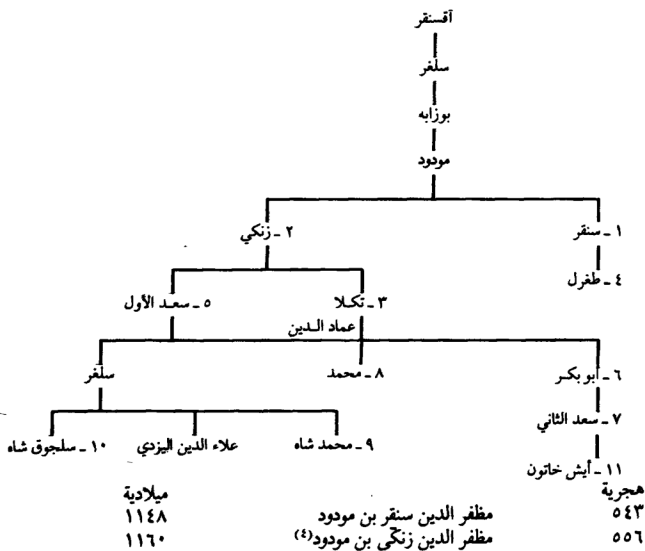 آقسنقر
سلغر
بوزابه
مودود
١ ـ سنقر ٢ ـ زنكي
٤ ـ طغرل
٣ ـ تكلا ٥ ـ سعد الأول
عماد الدين
٦ ـ أبو بكر ٨ ـ محمد سلغر
٧ ـ سعد الثاني
٩ ـ محمد شاه علاء الدين اليزدي ١٠ ـ سلجوق شاه
١١ ـ أيش خاتون
هجرية ميلادية
٥٤٣ مظفر الدين سنقر بن مودود ١١٤٨
٥٥٦ مظفر الدين زنكّي بن مودود(٤) ١١٦٠